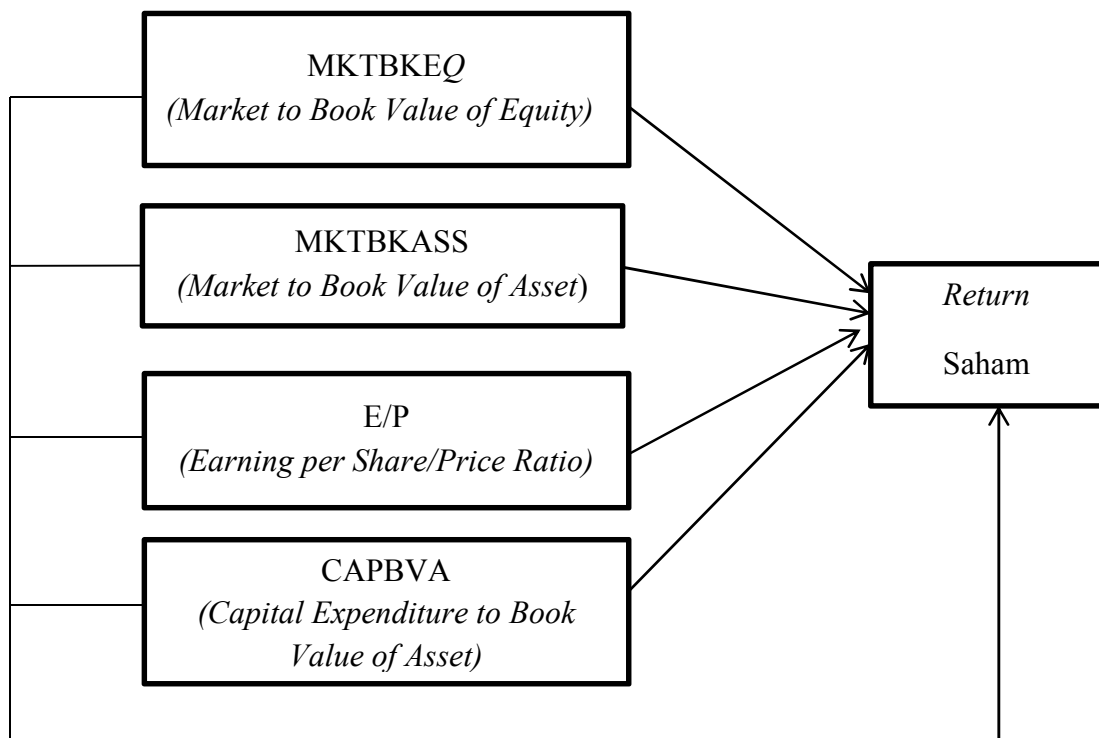 MKTBKEQ
(Market to Book Value of Equity)
MKTBKASS
(Market to Book Value of Asset)
E/P
(Earning per Share/Price Ratio)
CAPBVA
(Capital Expenditure to Book
Value of Asset)
Return
Saham